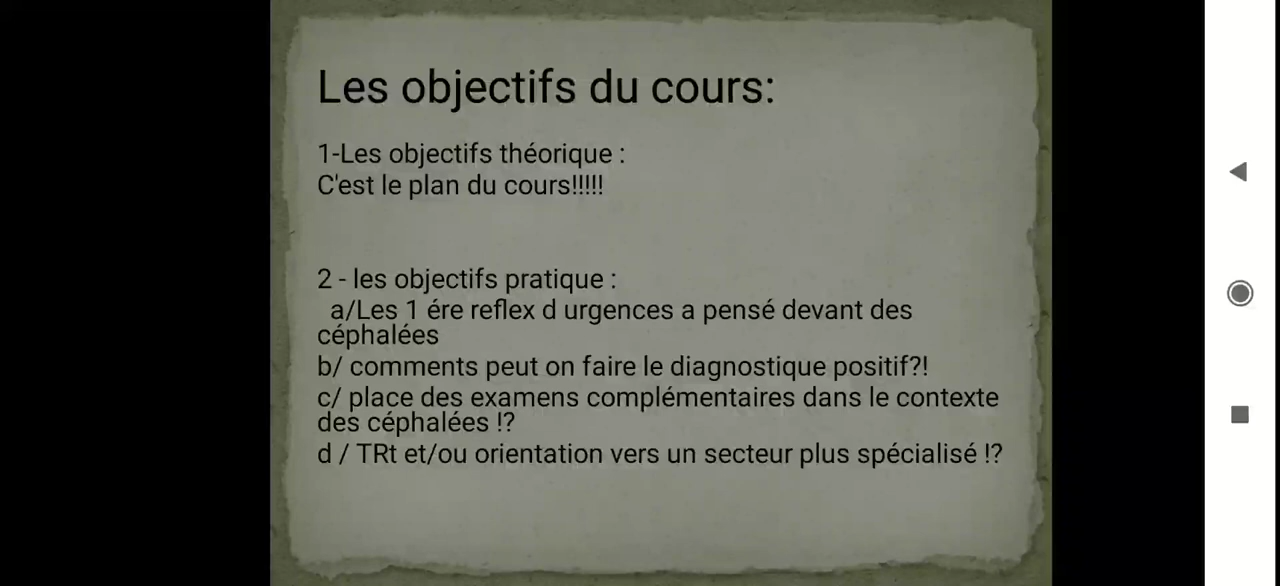 Les objectifs du cours:
1-Les objectifs théorique :
C'est le plan du cours!!!!!
2 - les objectifs pratique :
a/Les 1 ére reflex d urgences a pensé devant des
céphalées
b/ comments peut on faire le diagnostique positif?!
c/ place des examens complémentaires dans le contexte
des céphalées !?
d / TRt et/ou orientation vers un secteur plus spécialisé !?